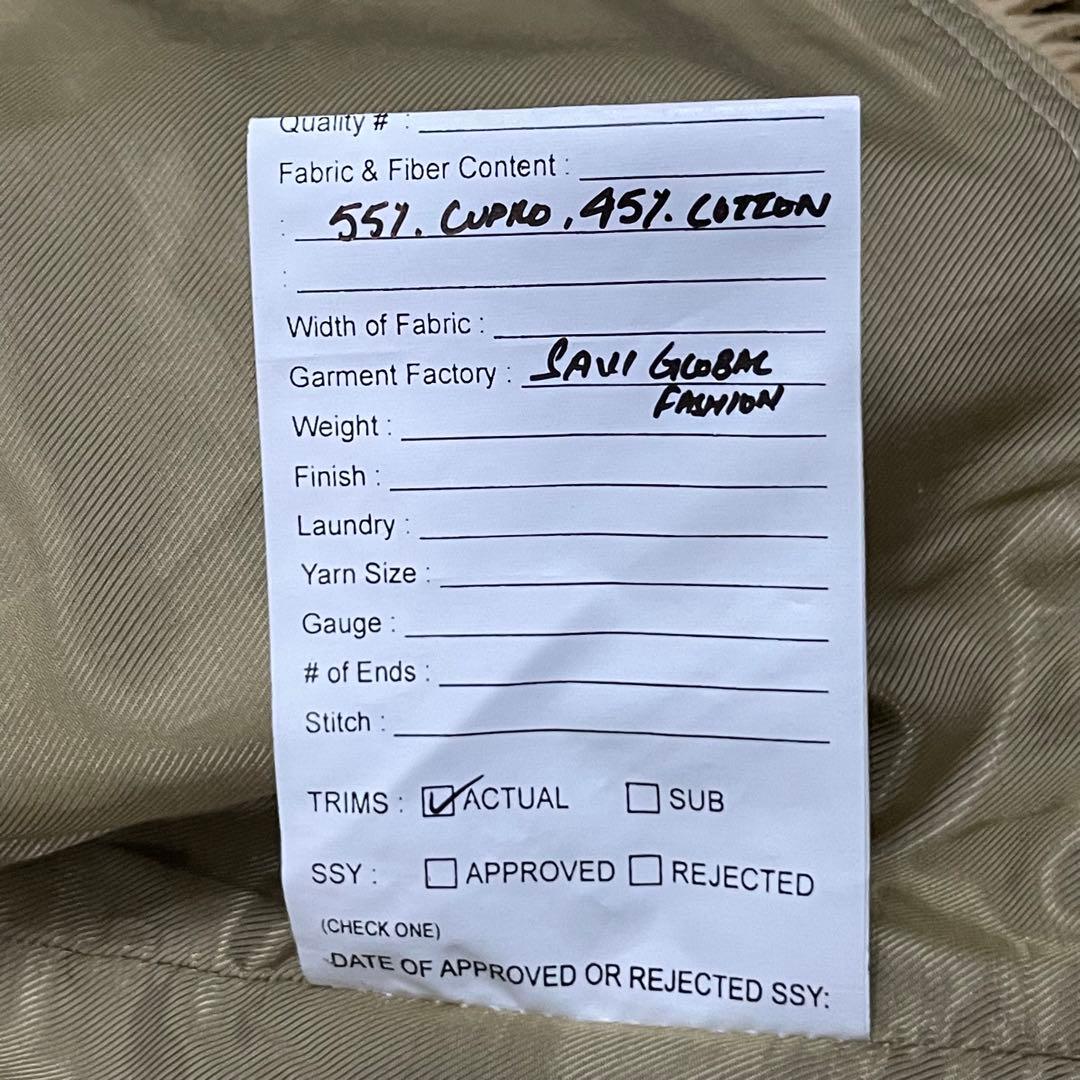 Quality # :
Fabric & Fiber Content :
: 55%. CUPRO, 45%. COTTON
:
Width of Fabric :
Garment Factory : SAVI GLOBAL
FASHION
Weight :
Finish :
Laundry :
Yarn Size :
Gauge :
# of Ends :
Stitch :
TRIMS : ACTUAL SUB
SSY : APPROVED REJECTED
(CHECK ONE)
DATE OF APPROVED OR REJECTED SSY: